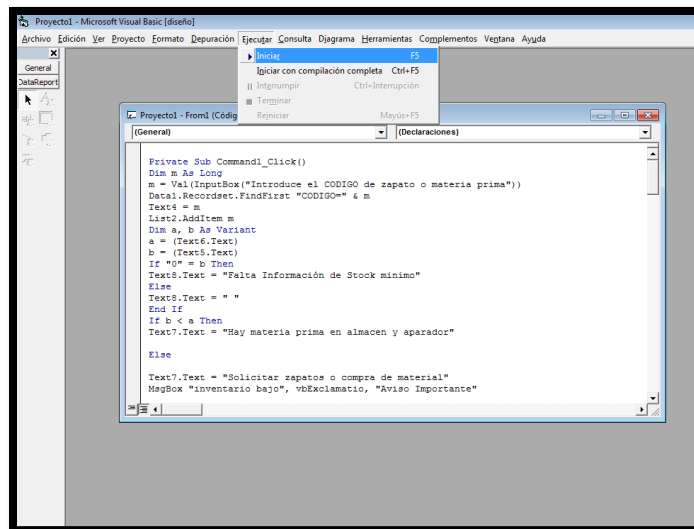 Proyecto1 - Microsoft Visual Basic [diseño]
Archivo Edición Ver Proyecto Formato Depuración Ejecutar Consulta Diagrama Herramientas Complementos Ventana Ayuda
General
DataReport
Iniciar F5
Iniciar con compilación completa Ctrl+F5
Interrumpir Ctrl+Interrupción
Terminar
Reiniciar Mayús+F5
Proyecto1 - From1 (Códig
(General) (Declaraciones)
Private Sub Command1_Click()
Dim m As Long
m = Val(InputBox("Introduce el CODIGO de zapato o materia prima"))
Data1.Recordset.FindFirst "CODIGO=" & m
Text4 = m
List2.AddItem m
Dim a, b As Variant
a = (Text6.Text)
b = (Text5.Text)
If "0" = b Then
Text8.Text = "Falta Información de Stock minimo"
Else
Text8.Text = " "
End If
If b < a Then
Text7.Text = "Hay materia prima en almacen y aparador"
Else
Text7.Text = "Solicitar zapatos o compra de material"
MsgBox "inventario bajo", vbExclamatio, "Aviso Importante"